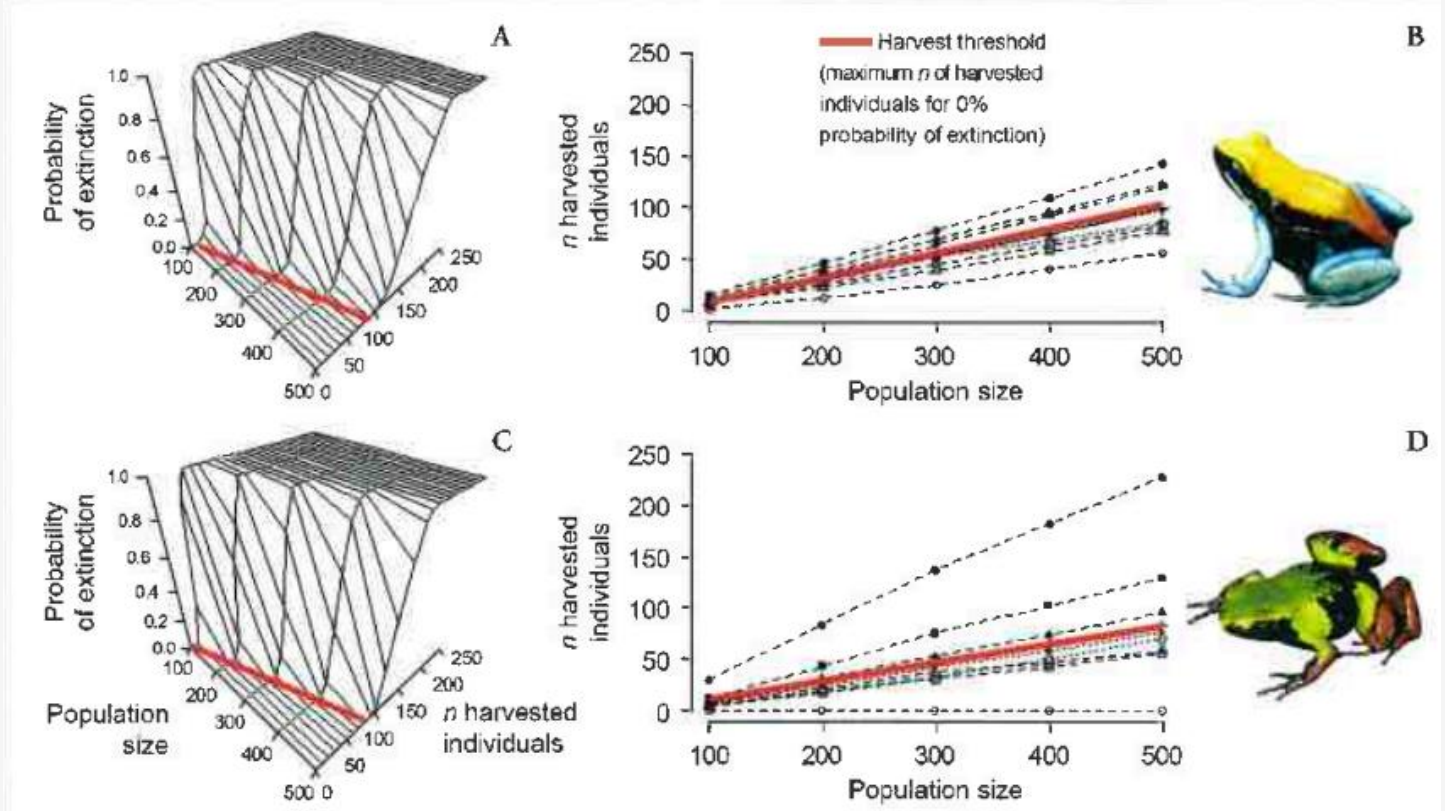 A
1.0
0.8
0.6
0.4
0.2
0.0
Probability
of extinction
100
200
300
400
500
0
50
100
150
200
250
B
Harvest threshold
(maximum n of harvested
individuals for 0%
probability of extinction)
250
200
150
100
50
0
n harvested
individuals
100 200 300 400 500
Population size
C
1.0
0.8
0.6
0.4
0.2
0.0
Probability
of extinction
100
200
300
400
500
Population
size
0
50
100
150
200
250
n harvested
individuals
D
250
200
150
100
50
0
n harvested
individuals
100 200 300 400 500
Population size